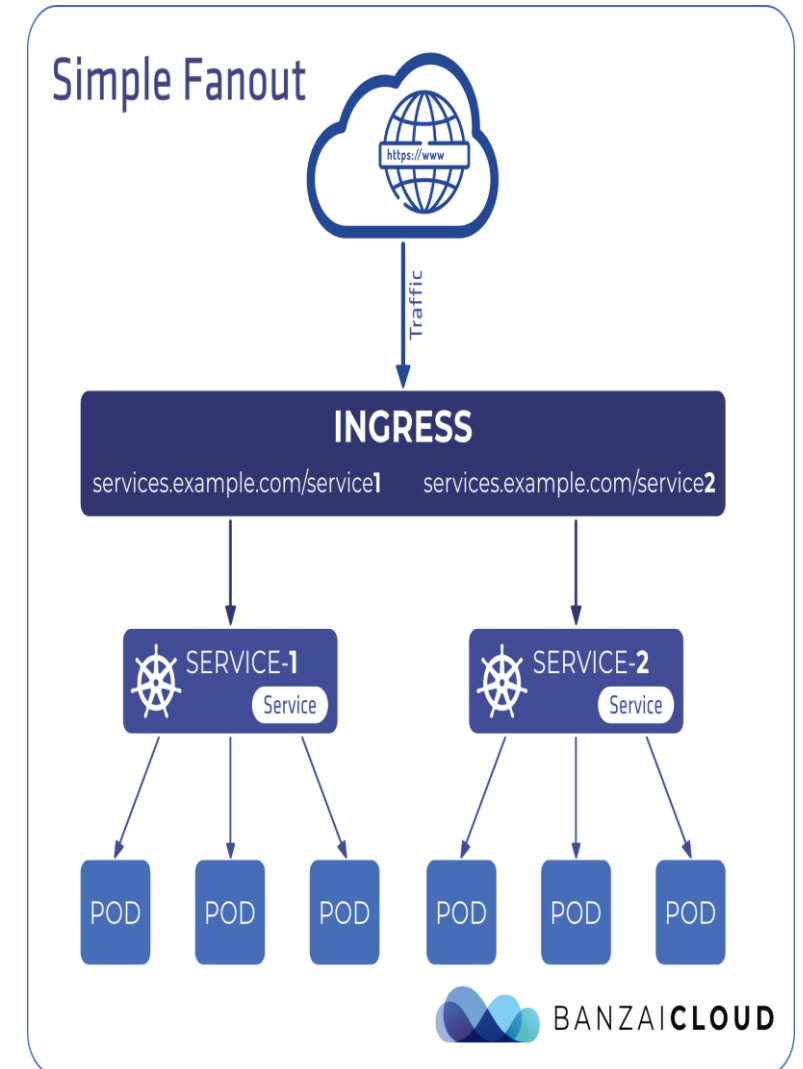 Simple Fanout
https://www
Traffic
INGRESS
services.example.com/service1 services.example.com/service2
SERVICE-1
Service
SERVICE-2
Service
POD POD POD POD POD POD
BANZAICLOUD